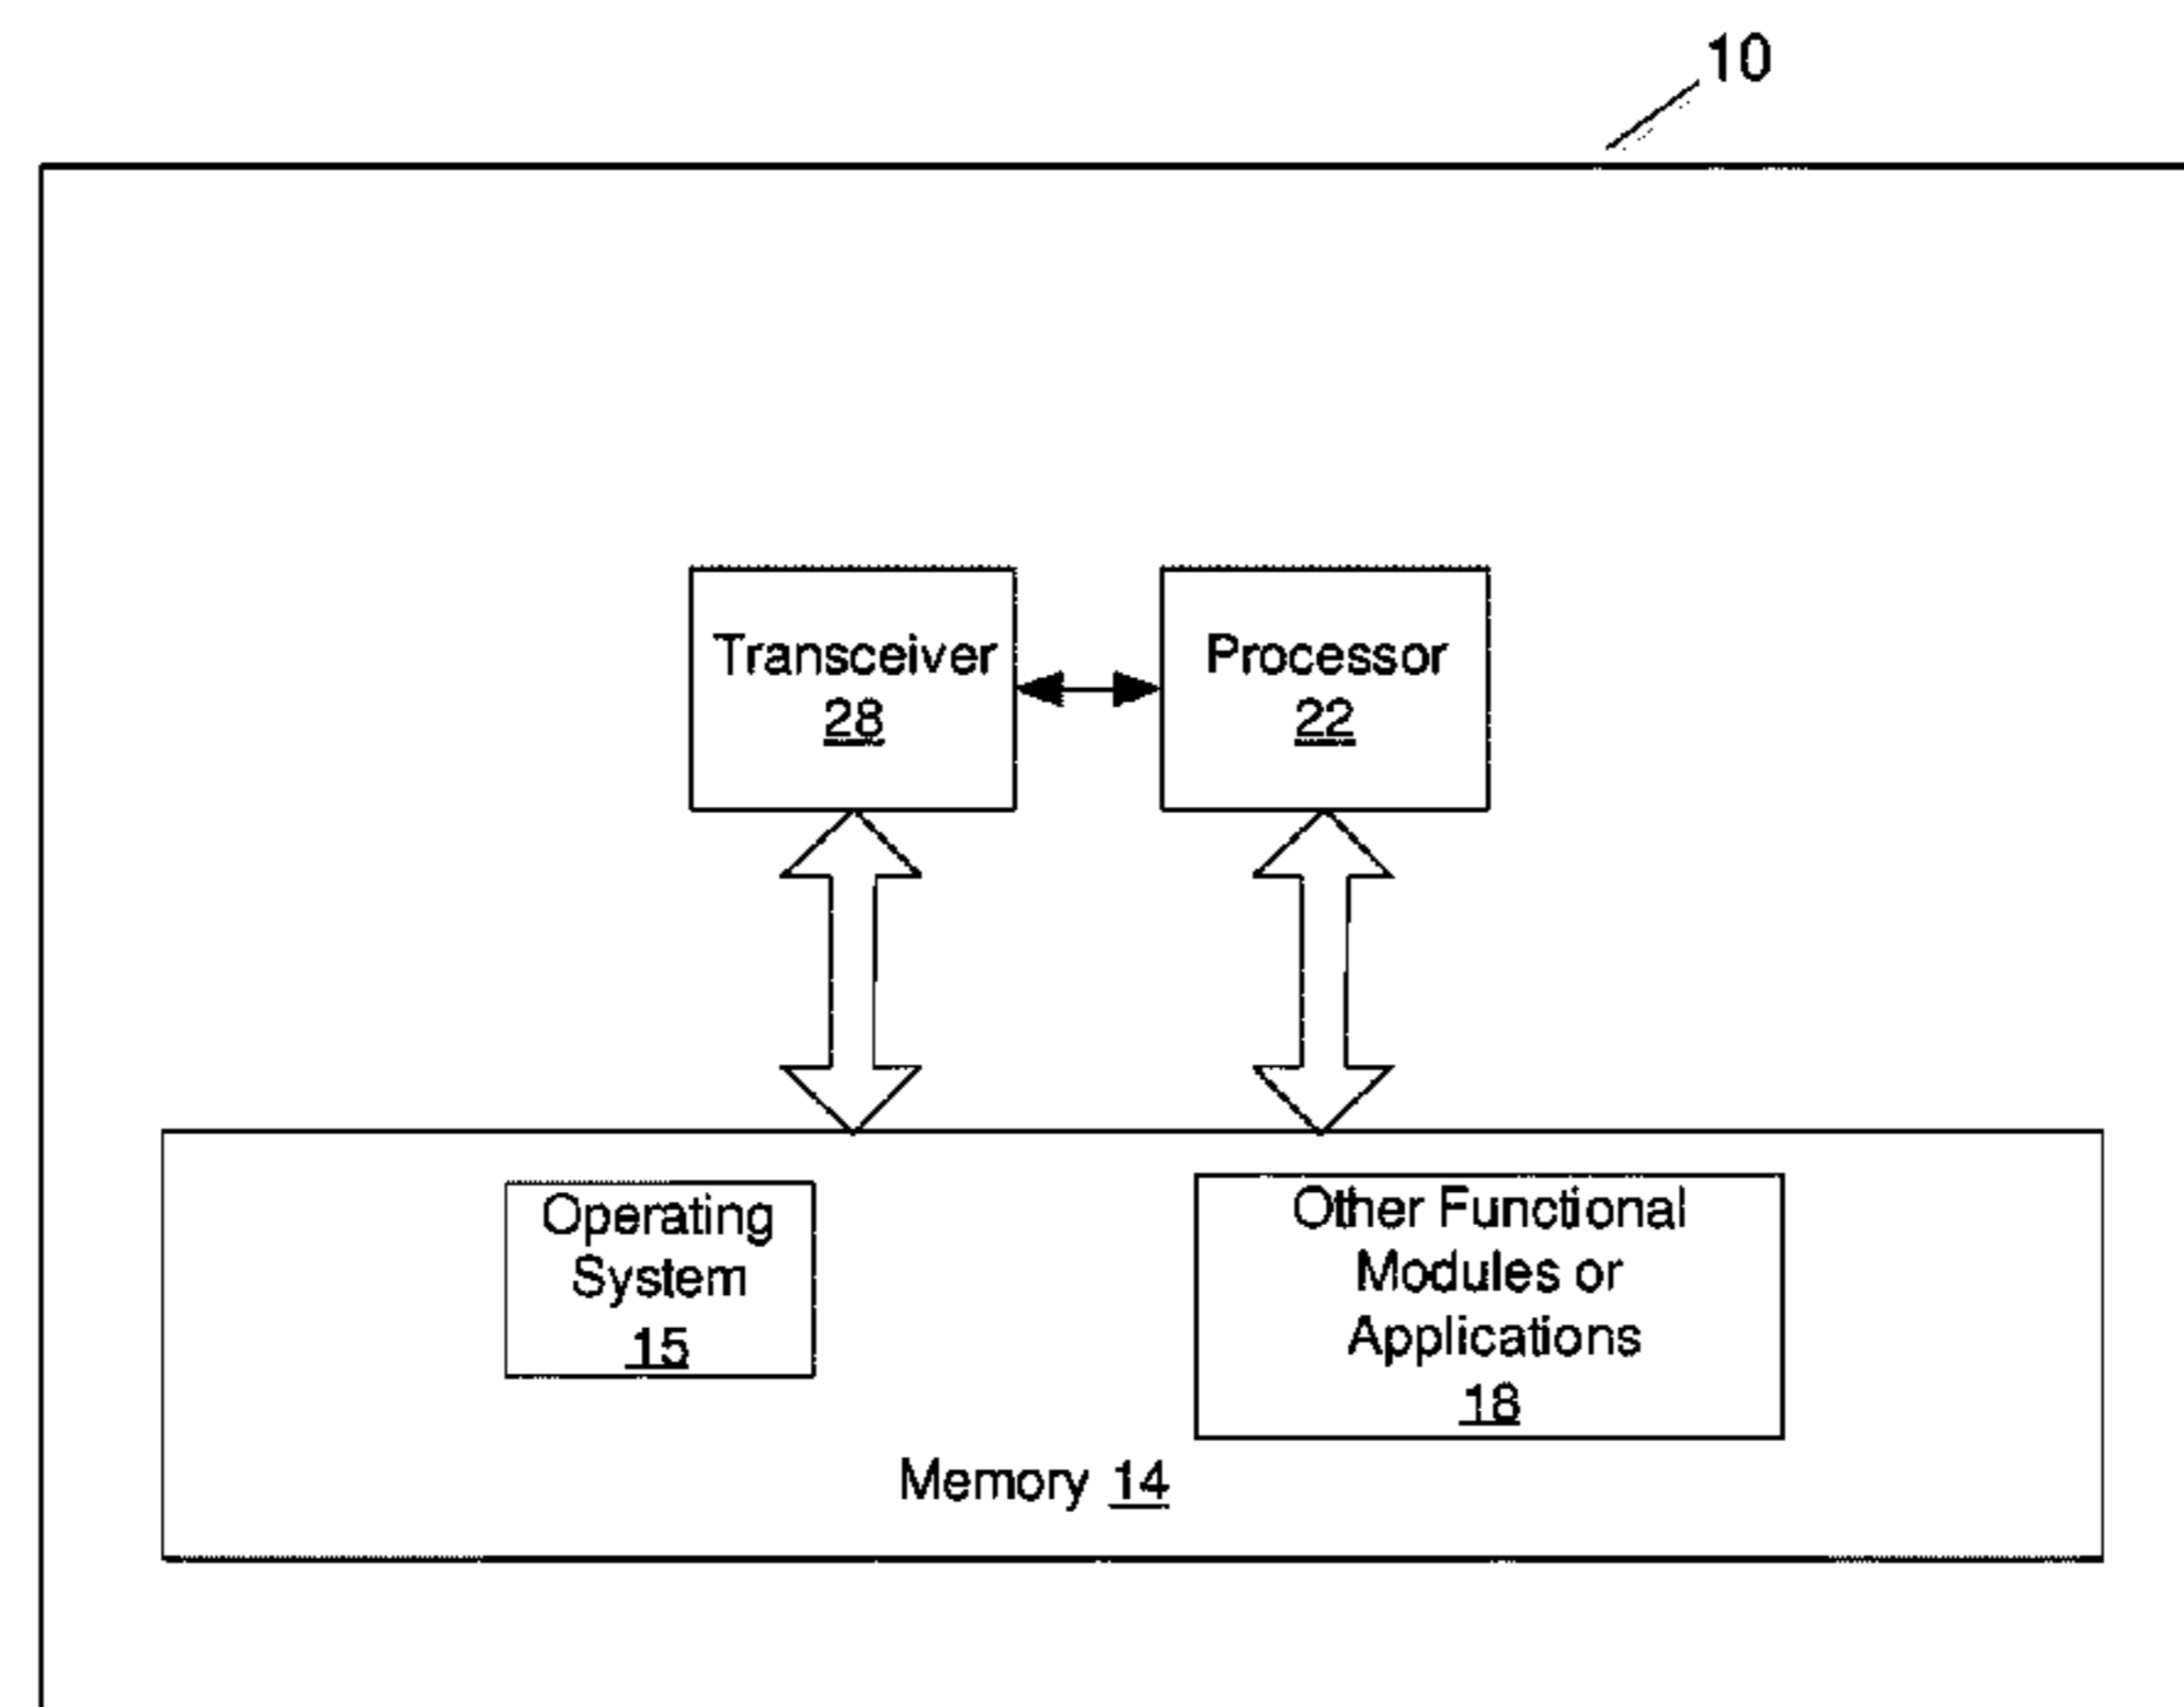 10
Transceiver
28
Processor
22
Operating
System
15
Other Functional
Modules or
Applications
18
Memory 14